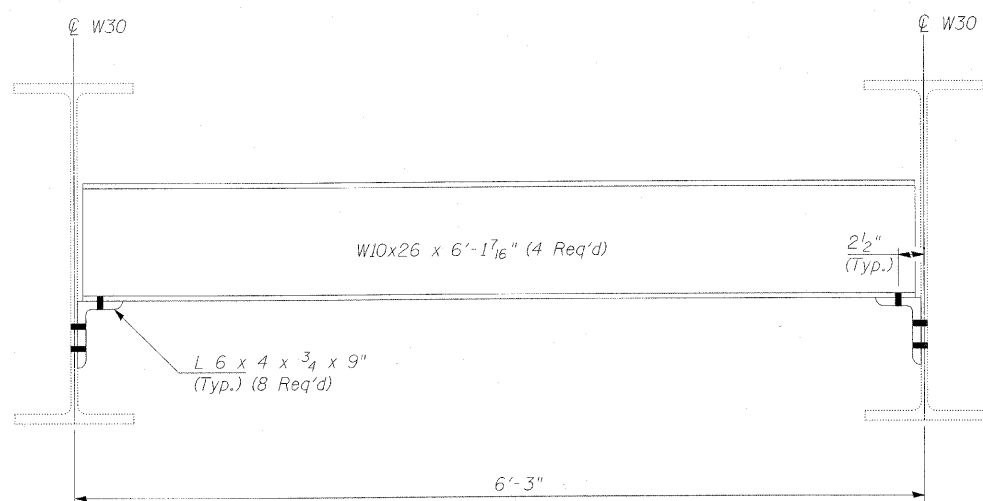 ℄ W30
℄ W30
W10x26 x 6'-1 7/16" (4 Req'd)
2 1/2"
(Typ.)
L 6 x 4 x 3/4 x 9"
(Typ.) (8 Req'd)
6'-3"